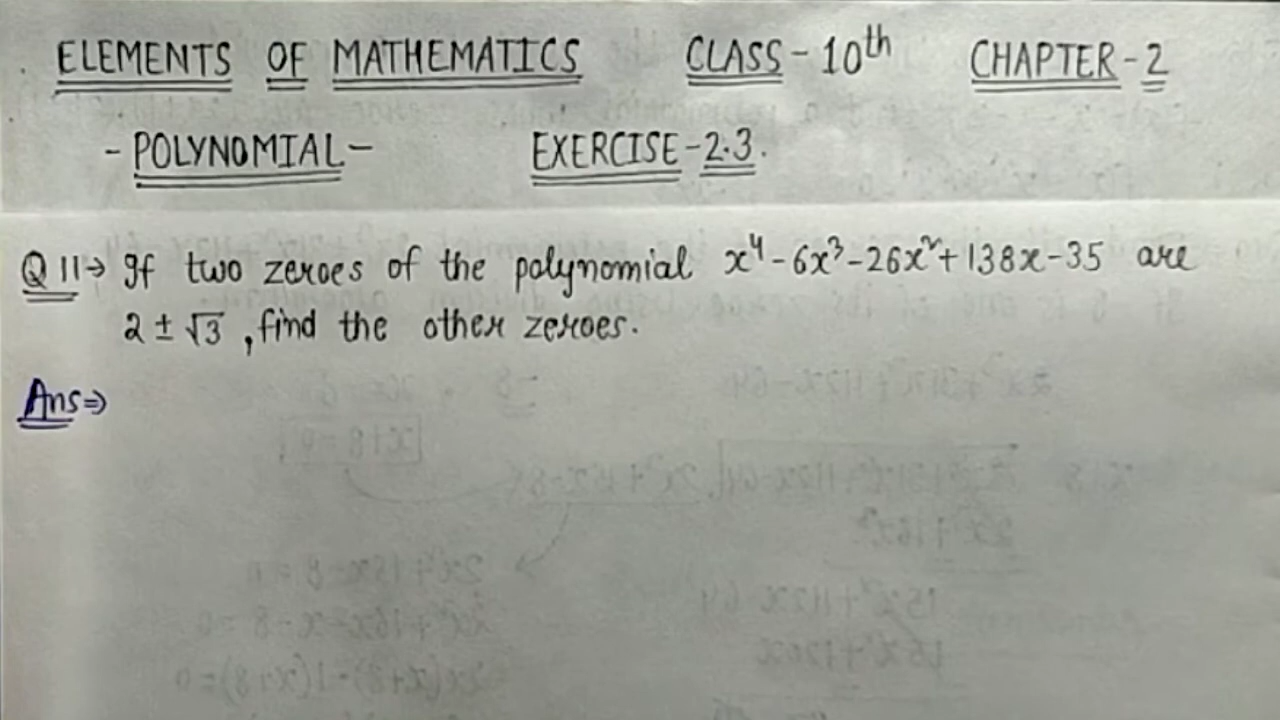 ELEMENTS OF MATHEMATICS CLASS - 10th CHAPTER - 2
- POLYNOMIAL - EXERCISE - 2.3.
Q 11→ If two zeroes of the polynomial x⁴ - 6x³ - 26x² + 138x - 35 are
2 ± √3 , find the other zeroes.
Ans⇒